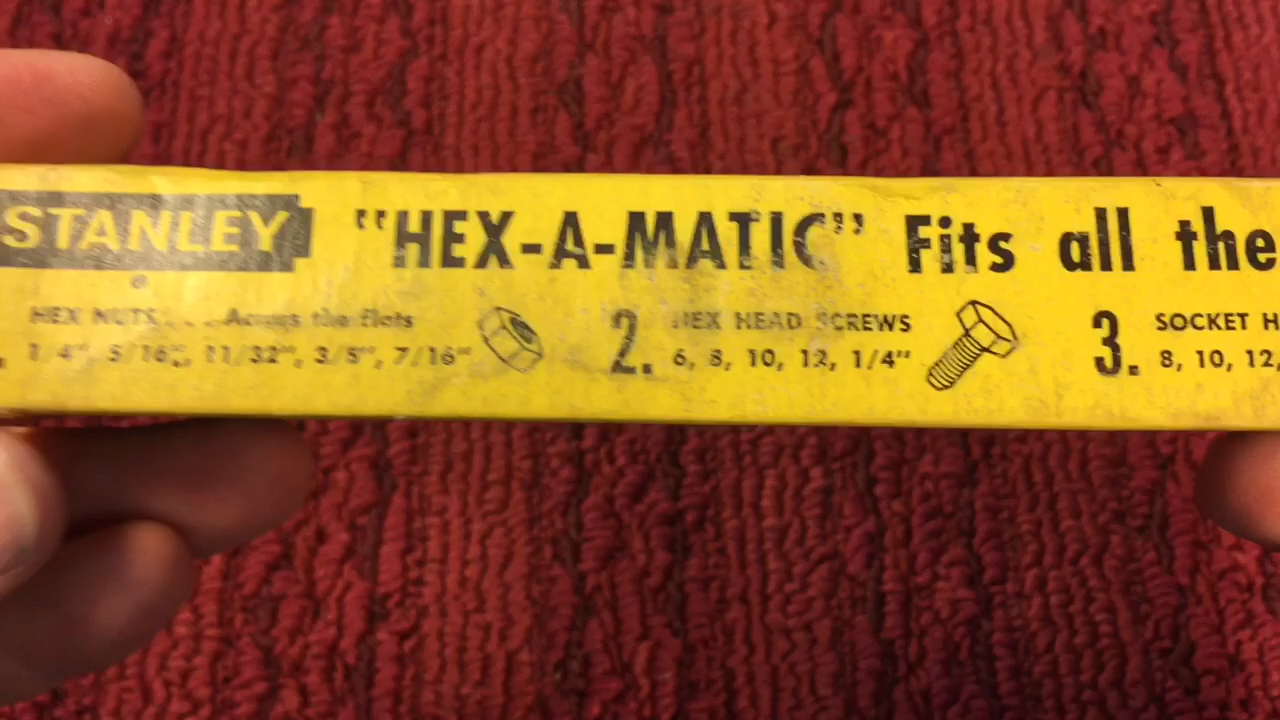 STANLEY "HEX-A-MATIC" Fits all the
HEX NUTS . . . Across the flats
1/4", 5/16", 11/32", 3/8", 7/16"
2. HEX HEAD SCREWS
6, 8, 10, 12, 1/4"
3. SOCKET H
8, 10, 12,